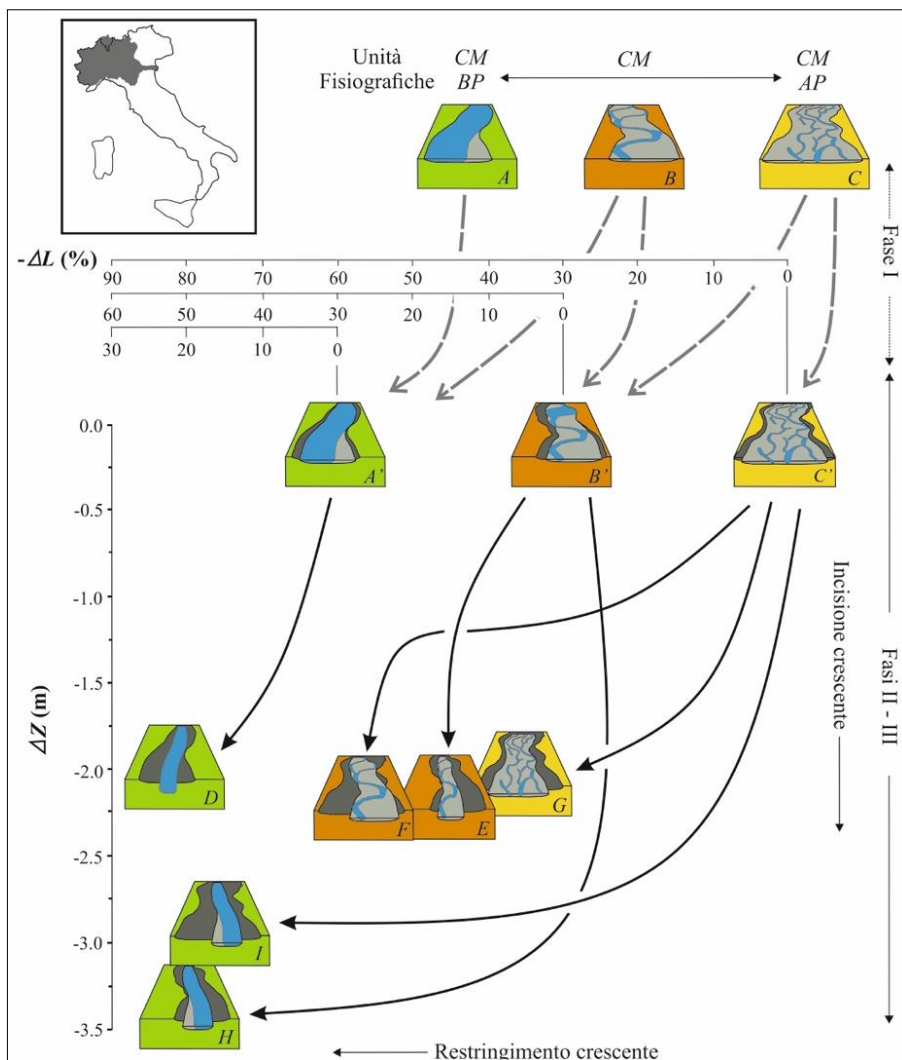 Unità
Fisiografiche
CM
BP
CM
CM
AP
A
B
C
Fase I
-ΔL (%)
90 80 70 60 50 40 30 20 10 0
60 50 40 30 20 10 0
30 20 10 0
0.0
-0.5
-1.0
-1.5
-2.0
-2.5
-3.0
-3.5
ΔZ (m)
A'
B'
C'
Incisione crescente
Fasi II - III
D
F
E
G
I
H
Restringimento crescente